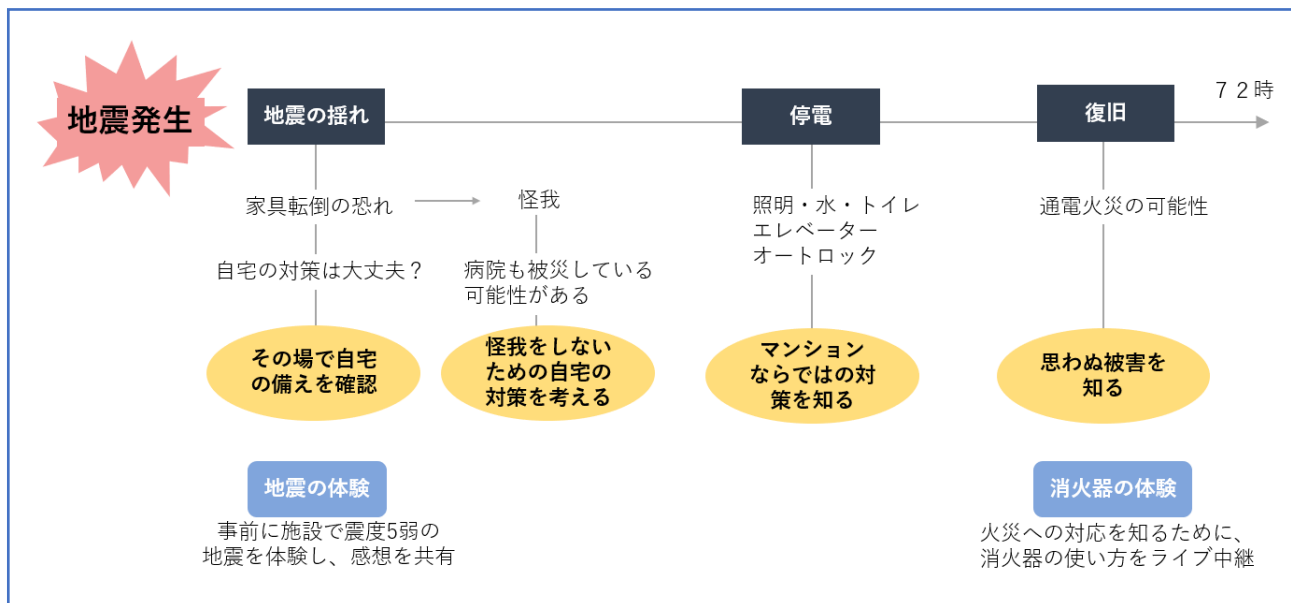 地震発生
地震の揺れ
停電
復旧
７２時
家具転倒の恐れ
怪我
照明・水・トイレ
エレベーター
オートロック
通電火災の可能性
自宅の対策は大丈夫？
病院も被災している
可能性がある
その場で自宅
の備えを確認
怪我をしない
ための自宅の
対策を考える
マンション
ならではの対
策を知る
思わぬ被害を
知る
地震の体験
事前に施設で震度5弱の
地震を体験し、感想を共有
消火器の体験
火災への対応を知るために、
消火器の使い方をライブ中継